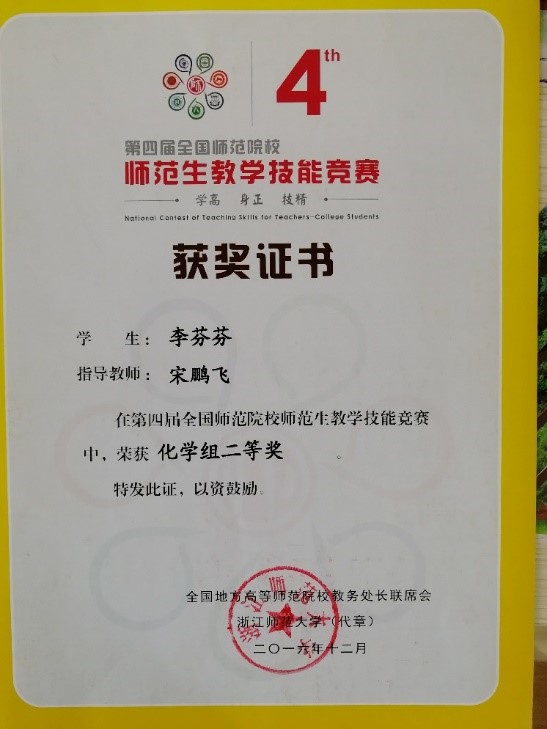 4th
第四届全国师范院校
师范生教学技能竞赛
学高 身正 技精
National Contest of Teaching Skills for Teachers-College Students
获奖证书
学 生：李芬芬
指导教师：宋鹏飞
在第四届全国师范院校师范生教学技能竞赛
中，荣获 化学组二等奖 。
特发此证，以资鼓励。
全国地方高等师范院校教务处长联席会
浙江师范大学（代章）
二〇一六年十二月